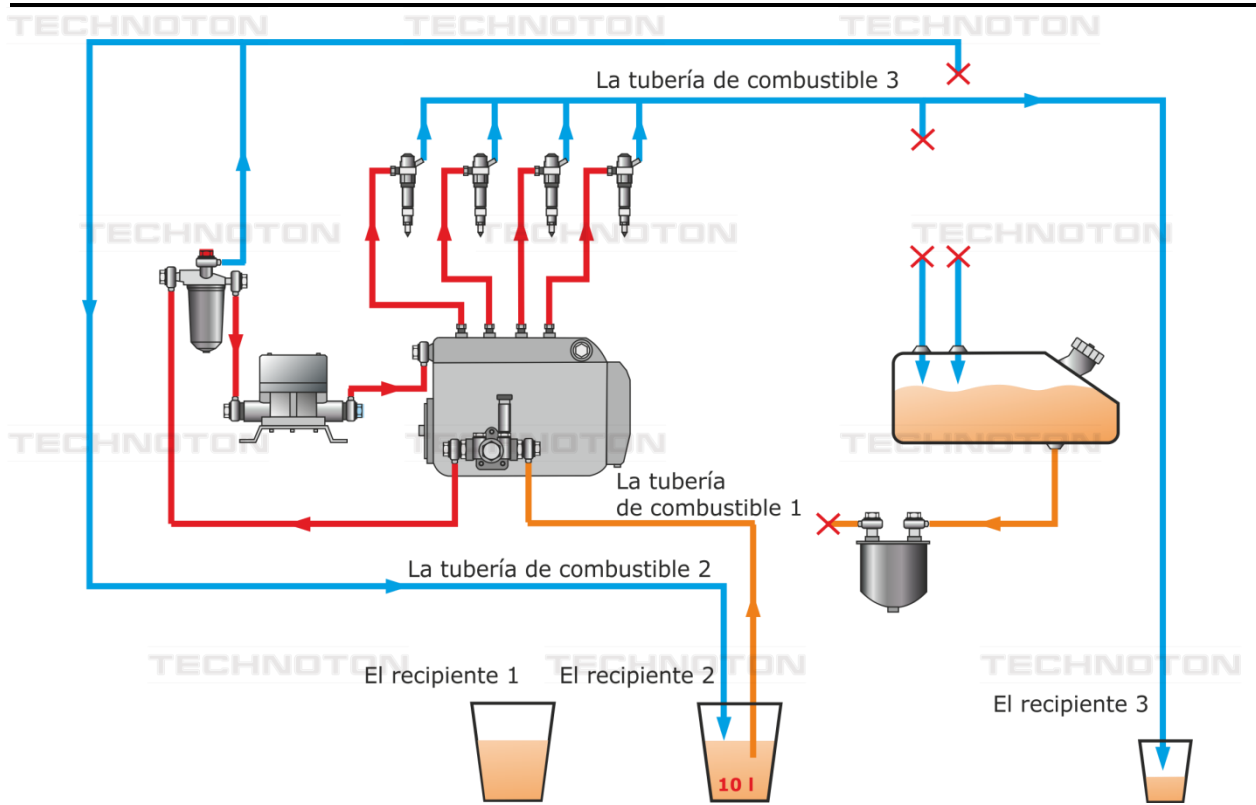 TECHNOTON TECHNOTON TECHNOTON
La tubería de combustible 3
TECHNOTON TECHNOTON TECHNOTON
TECHNOTON TECHNOTON TECHNOTON
La tubería
de combustible 1
La tubería de combustible 2
TECHNOTON TECHNOTON TECHNOTON
El recipiente 1 El recipiente 2
El recipiente 3
10 l